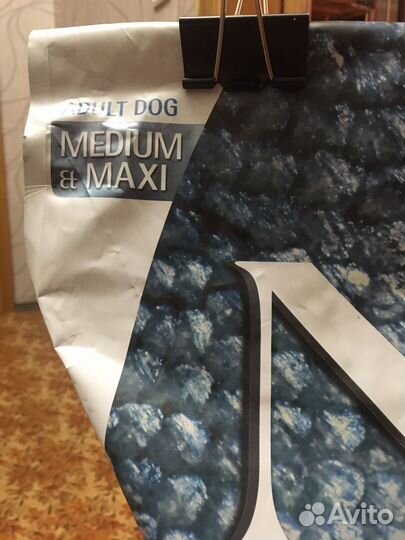 ADULT DOG
MEDIUM
& MAXI
N
Avito